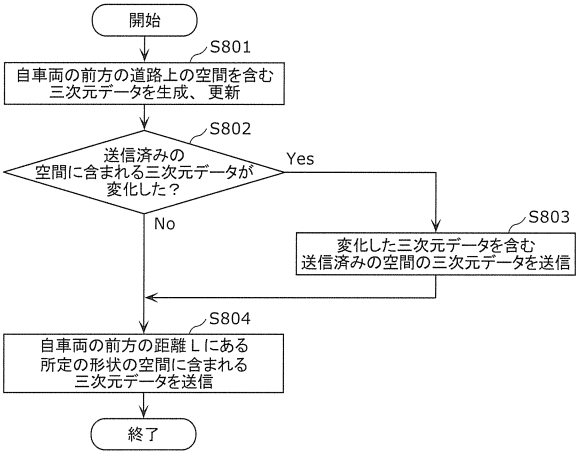 開始
S801
自車両の前方の道路上の空間を含む
三次元データを生成、更新
S802
送信済みの
空間に含まれる三次元データが
変化した？
Yes
No
S803
変化した三次元データを含む
送信済みの空間の三次元データを送信
S804
自車両の前方の距離Lにある
所定の形状の空間に含まれる
三次元データを送信
終了